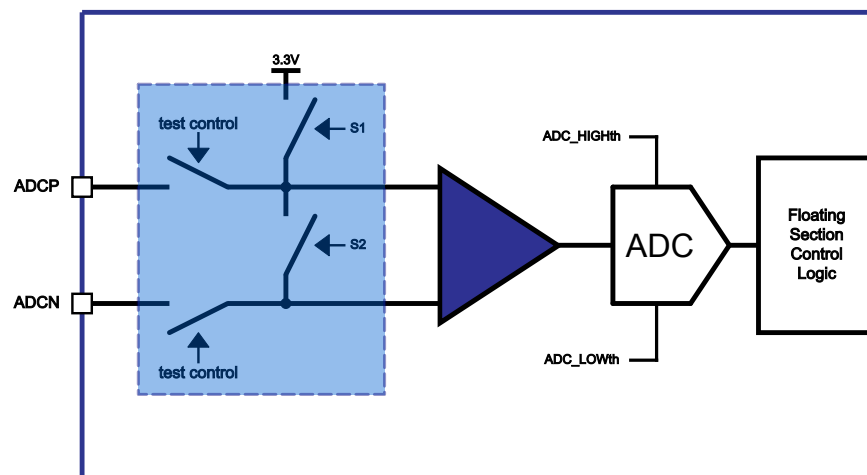 3.3V
test control
S1
ADCP
ADC_HIGHth
ADC
Floating
Section
Control
Logic
S2
ADCN
test control
ADC_LOWth